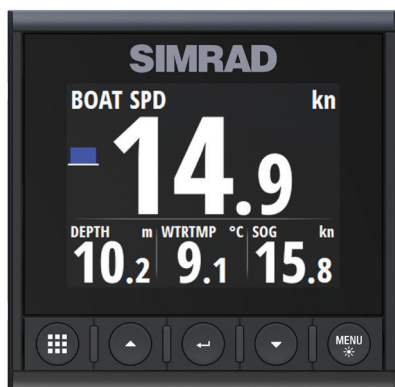 SIMRAD
BOAT SPD kn
14.9
DEPTH m WTRTMP °C SOG kn
10.2 9.1 15.8
MENU